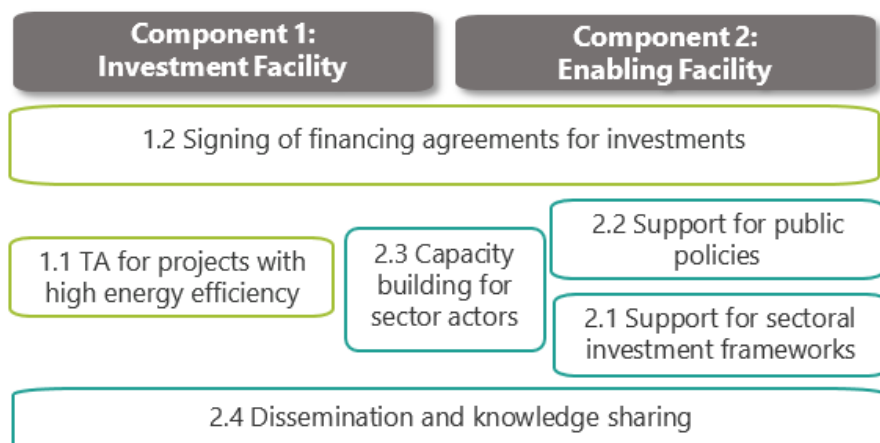 Component 1:
Investment Facility
Component 2:
Enabling Facility
1.2 Signing of financing agreements for investments
1.1 TA for projects with
high energy efficiency
2.3 Capacity
building for
sector actors
2.2 Support for public
policies
2.1 Support for sectoral
investment frameworks
2.4 Dissemination and knowledge sharing